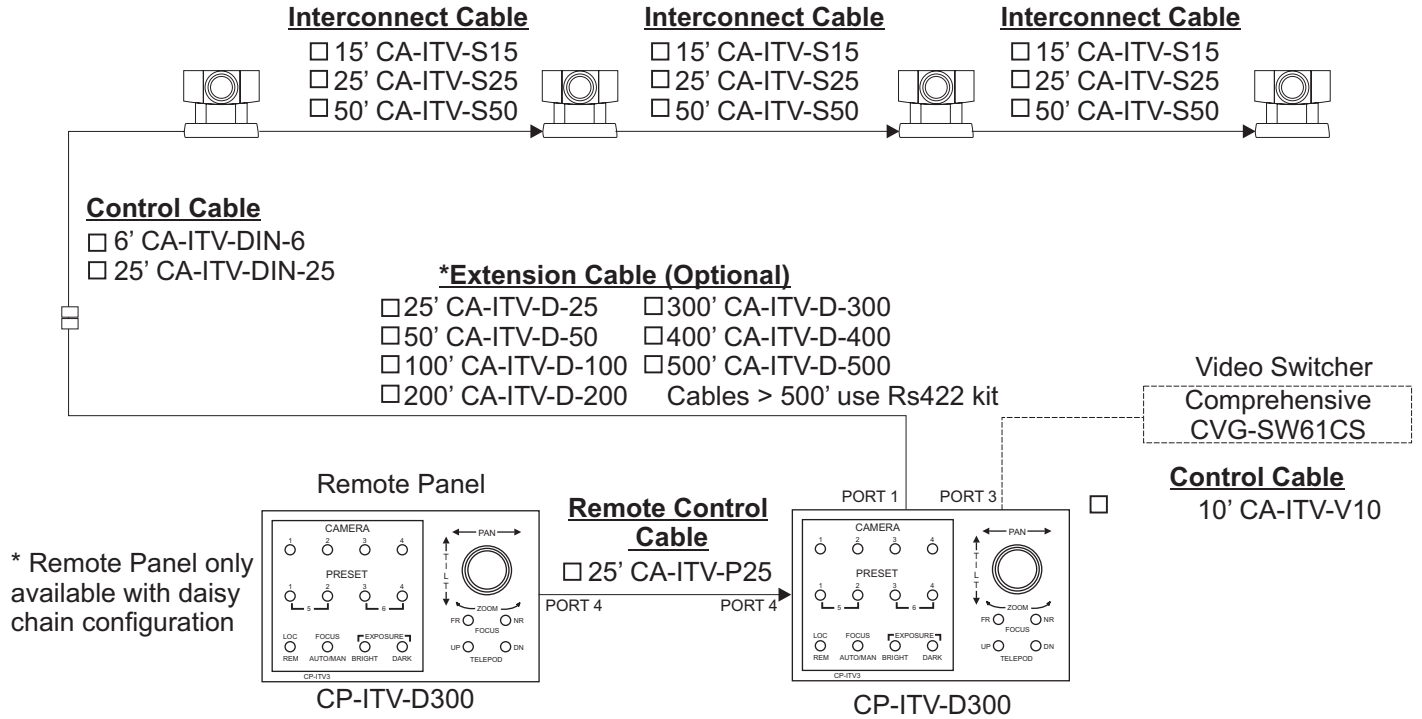 Interconnect Cable
Interconnect Cable
Interconnect Cable
15’ CA-ITV-S15
25’ CA-ITV-S25
50’ CA-ITV-S50
15’ CA-ITV-S15
25’ CA-ITV-S25
50’ CA-ITV-S50
15’ CA-ITV-S15
25’ CA-ITV-S25
50’ CA-ITV-S50
Control Cable
6’ CA-ITV-DIN-6
25’ CA-ITV-DIN-25
*Extension Cable (Optional)
25’ CA-ITV-D-25
50’ CA-ITV-D-50
100’ CA-ITV-D-100
200’ CA-ITV-D-200
300’ CA-ITV-D-300
400’ CA-ITV-D-400
500’ CA-ITV-D-500
Cables > 500’ use Rs422 kit
Video Switcher
Comprehensive
CVG-SW61CS
Control Cable
10’ CA-ITV-V10
* Remote Panel only
available with daisy
chain configuration
Remote Panel
CAMERA
1 2 3 4
PRESET
1 2 3 4
5 6
LOC FOCUS EXPOSURE
REM AUTO/MAN BRIGHT DARK
CP-ITV3
PAN
TILT
ZOOM
FR NR
FOCUS
UP DN
TELEPOD
CP-ITV-D300
Remote Control
Cable
25’ CA-ITV-P25
PORT 4
PORT 4
PORT 1
PORT 3
CAMERA
1 2 3 4
PRESET
1 2 3 4
5 6
LOC FOCUS EXPOSURE
REM AUTO/MAN BRIGHT DARK
CP-ITV3
PAN
TILT
ZOOM
FR NR
FOCUS
UP DN
TELEPOD
CP-ITV-D300